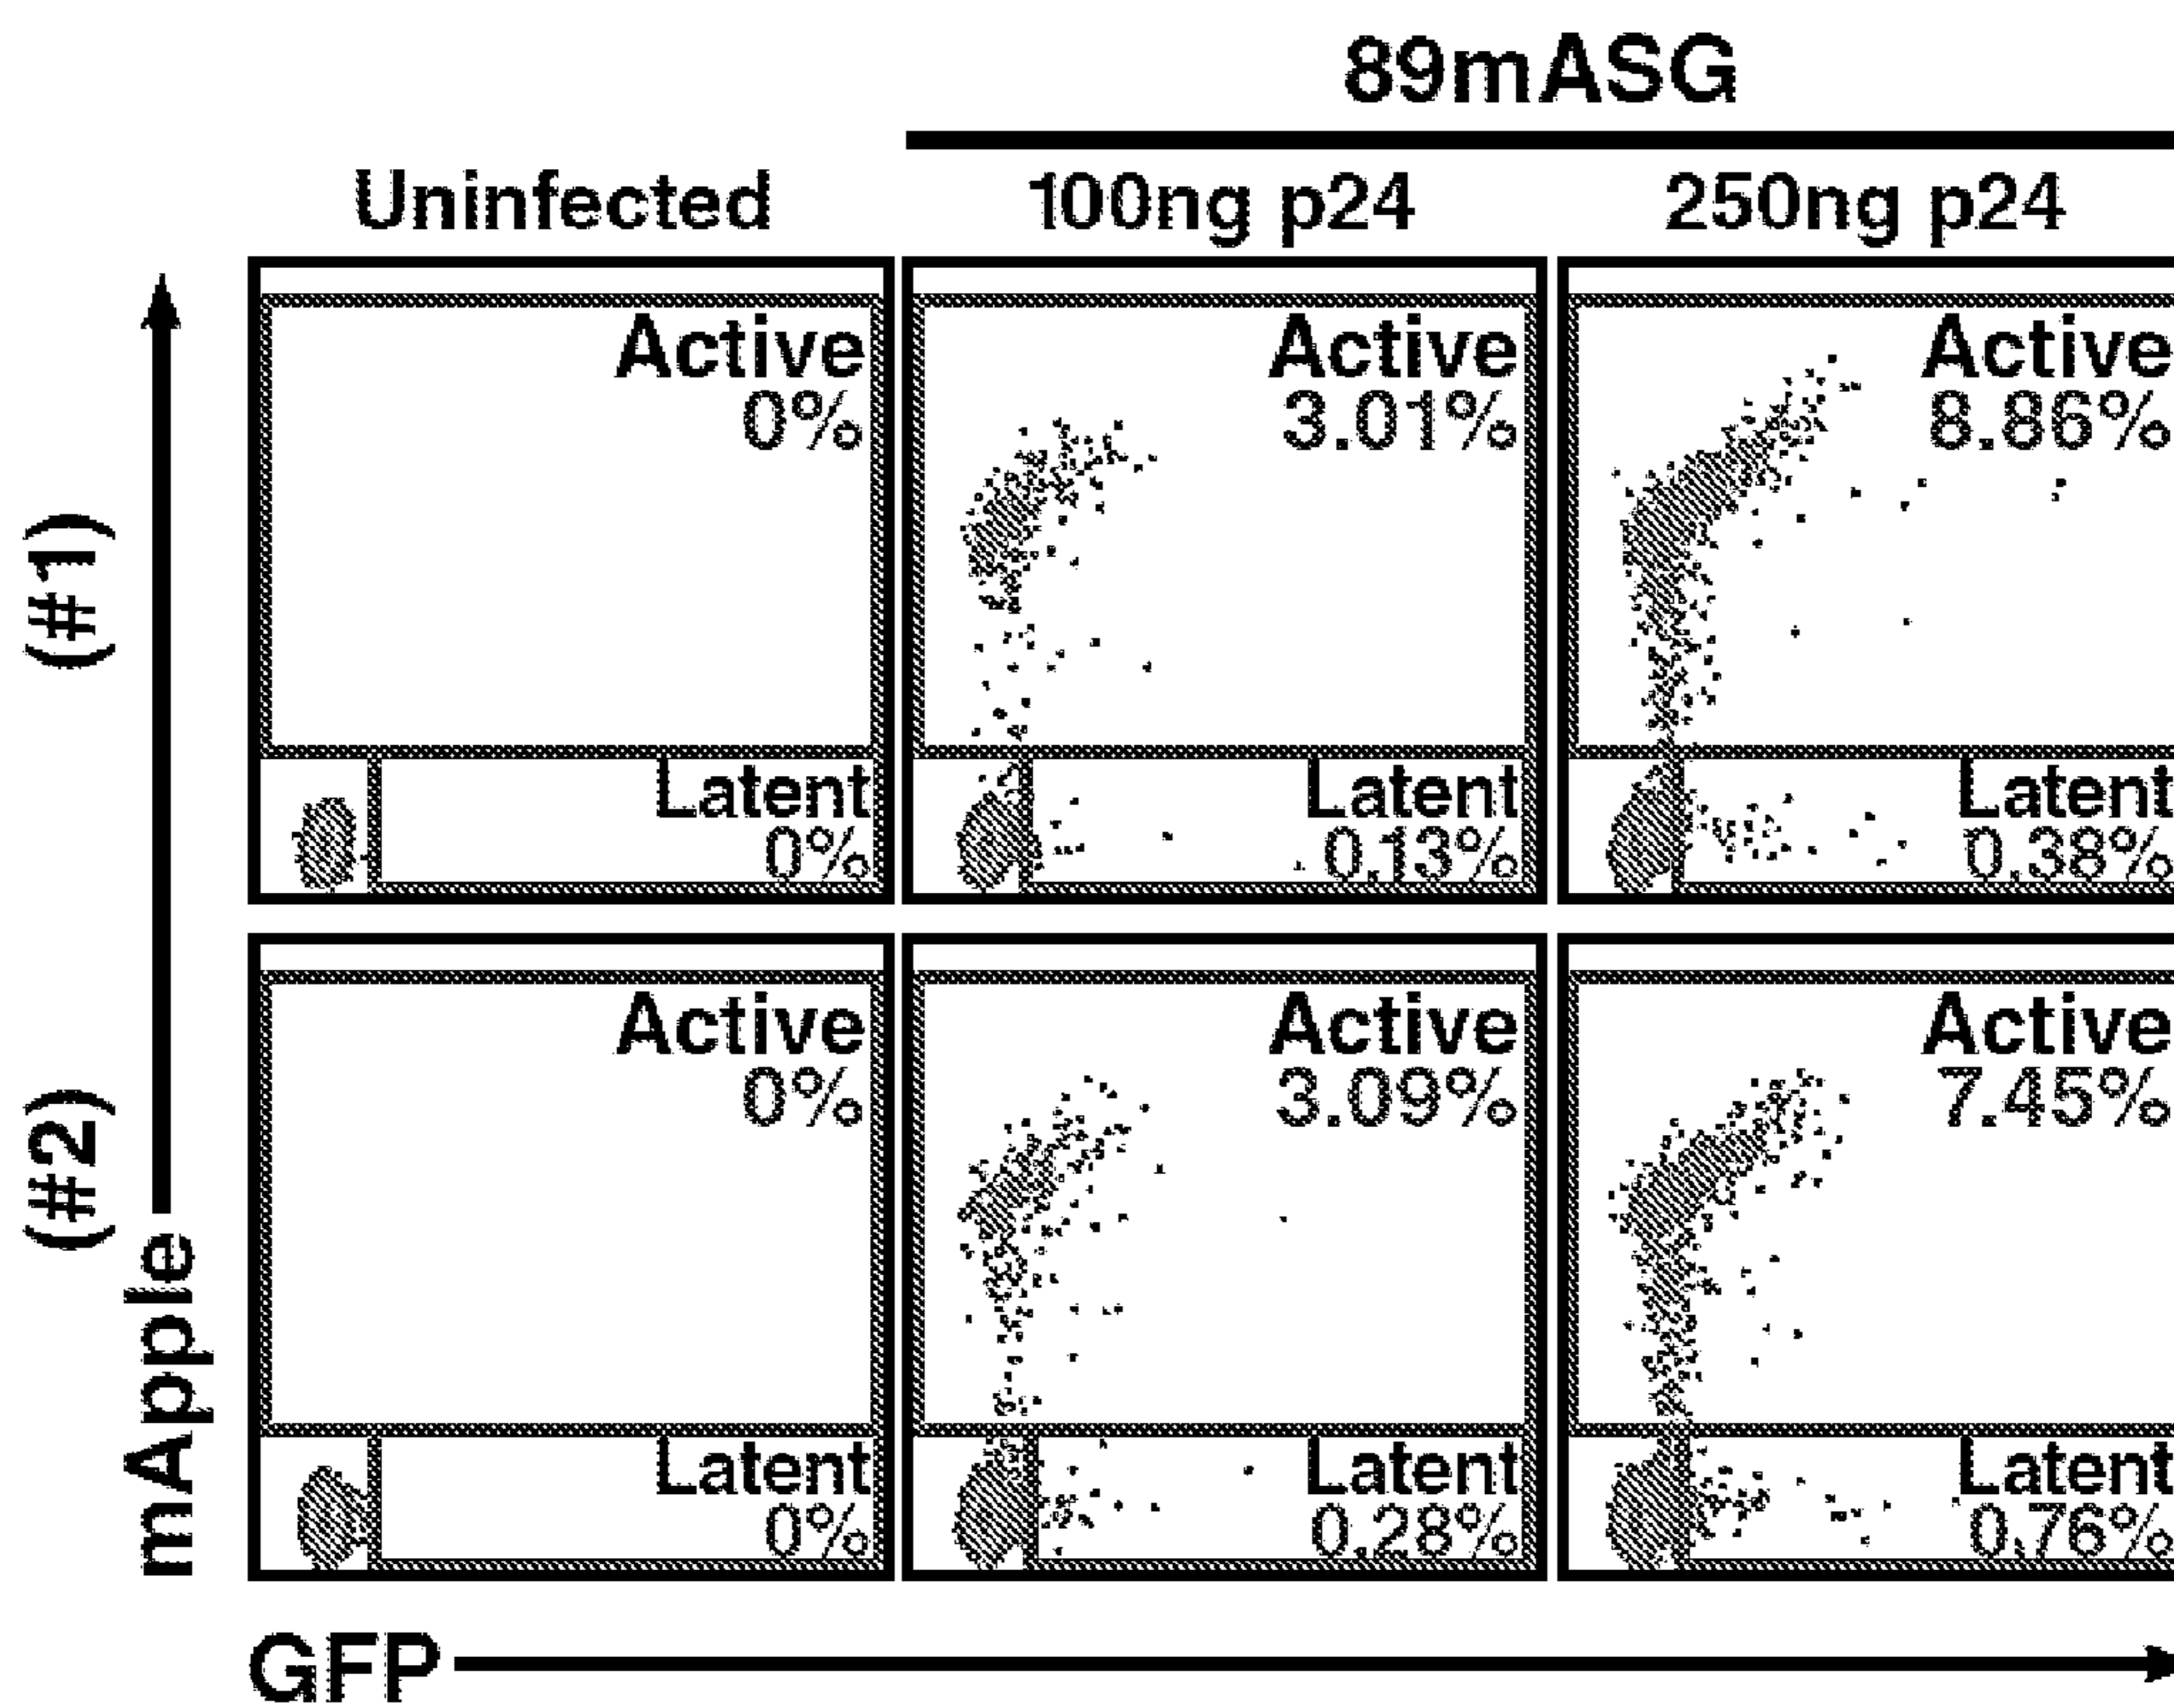 89mASG
Uninfected 100ng p24 250ng p24
(#1)
Active Active Active
0% 3.01% 8.86%
Latent Latent Latent
0% 0.13% 0.38%
(#2)
Active Active Active
0% 3.09% 7.45%
Latent Latent Latent
0% 0.28% 0.76%
mApple
GFP